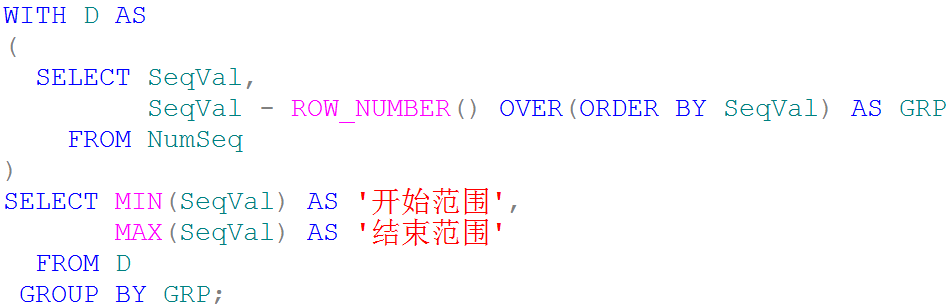 WITH D AS
(
  SELECT SeqVal,
         SeqVal - ROW_NUMBER() OVER(ORDER BY SeqVal) AS GRP
    FROM NumSeq
)
SELECT MIN(SeqVal) AS '开始范围',
       MAX(SeqVal) AS '结束范围'
  FROM D
 GROUP BY GRP;